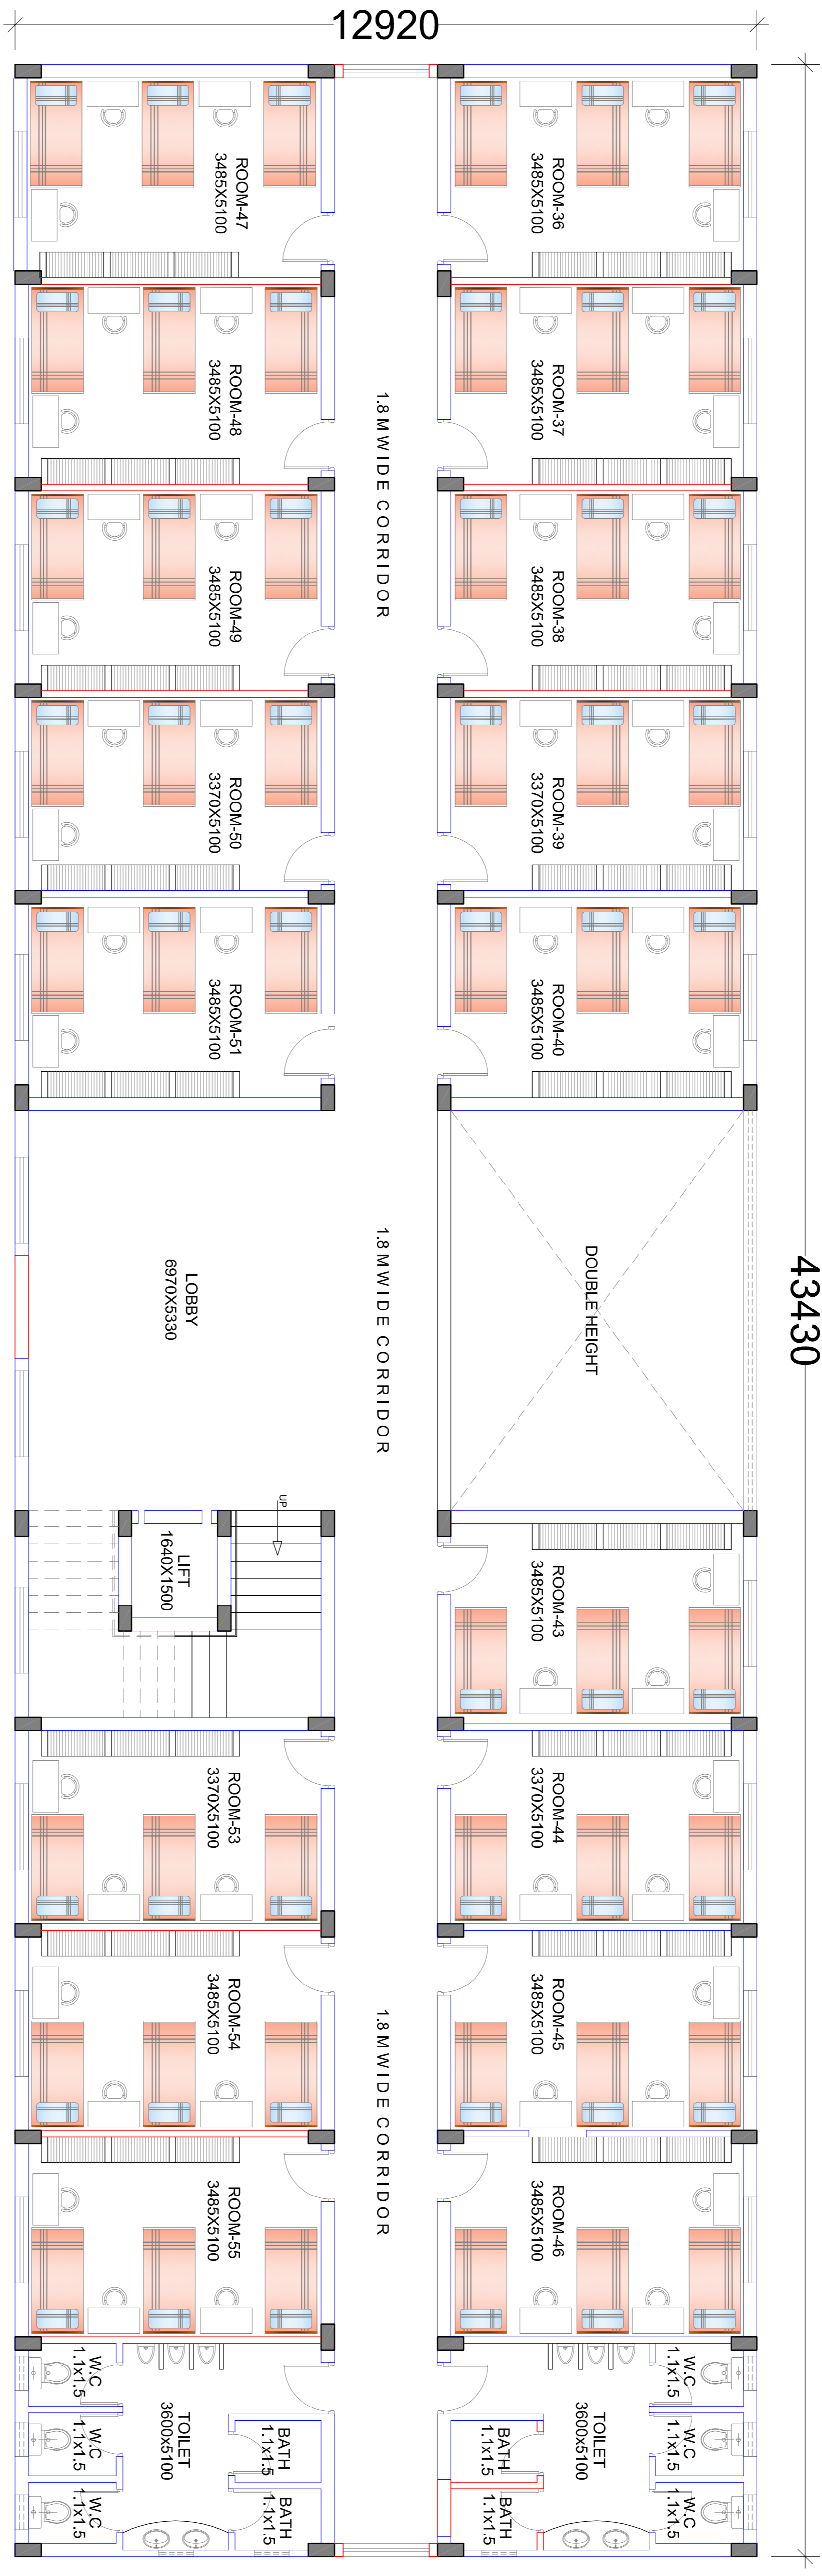 12920
43430
ROOM-47
3485X5100
ROOM-36
3485X5100
ROOM-48
3485X5100
ROOM-37
3485X5100
1.8 M WIDE CORRIDOR
ROOM-49
3485X5100
ROOM-38
3485X5100
ROOM-50
3370X5100
ROOM-39
3370X5100
ROOM-51
3485X5100
ROOM-40
3485X5100
LOBBY
6970X5330
1.8 M WIDE CORRIDOR
DOUBLE HEIGHT
UP
LIFT
1640X1500
ROOM-43
3485X5100
ROOM-53
3370X5100
ROOM-44
3370X5100
ROOM-54
3485X5100
ROOM-45
3485X5100
1.8 M WIDE CORRIDOR
ROOM-55
3485X5100
ROOM-46
3485X5100
W.C
1.1x1.5
W.C
1.1x1.5
W.C
1.1x1.5
TOILET
3600x5100
BATH
1.1x1.5
BATH
1.1x1.5
BATH
1.1x1.5
BATH
1.1x1.5
TOILET
3600x5100
W.C
1.1x1.5
W.C
1.1x1.5
W.C
1.1x1.5